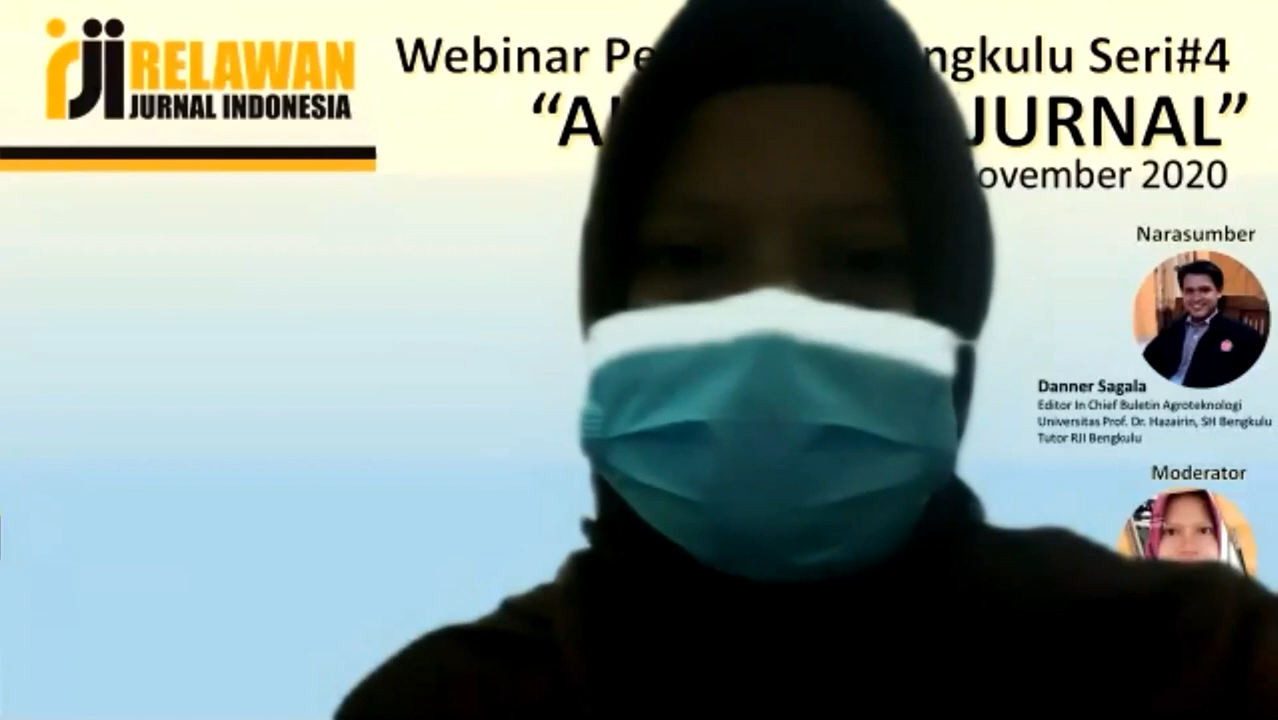 rji RELAWAN
JURNAL INDONESIA
Webinar Pe ngkulu Seri#4
“A JURNAL”
ovember 2020
Narasumber
Danner Sagala
Editor In Chief Buletin Agroteknologi
Universitas Prof. Dr. Hazairin, SH Bengkulu
Tutor RJI Bengkulu
Moderator